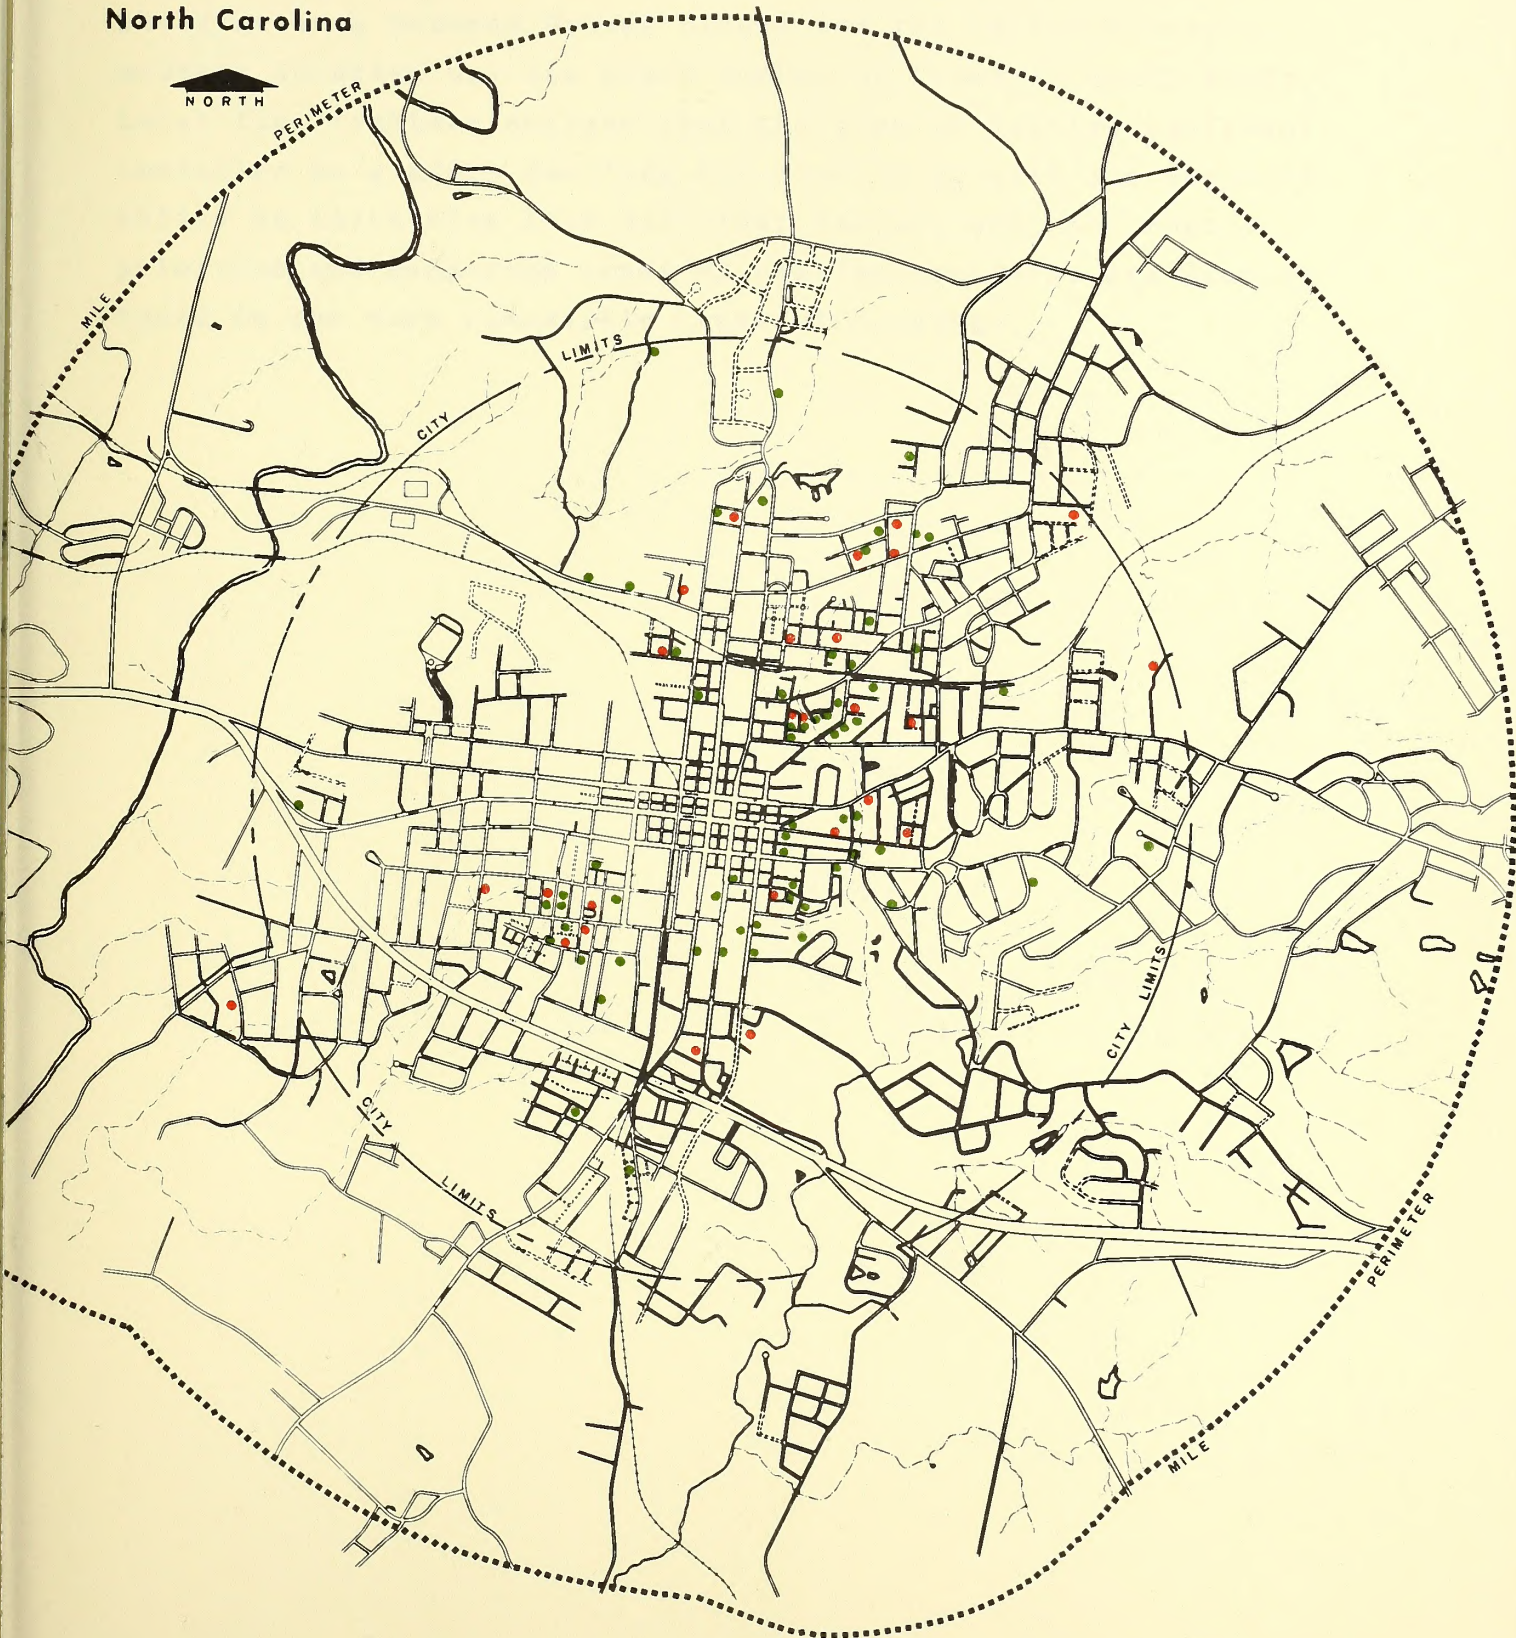 North Carolina
NORTH
PERIMETER
MILE
LIMITS
CITY
CITY
LIMITS
LIMITS
CITY
PERIMETER
MILE